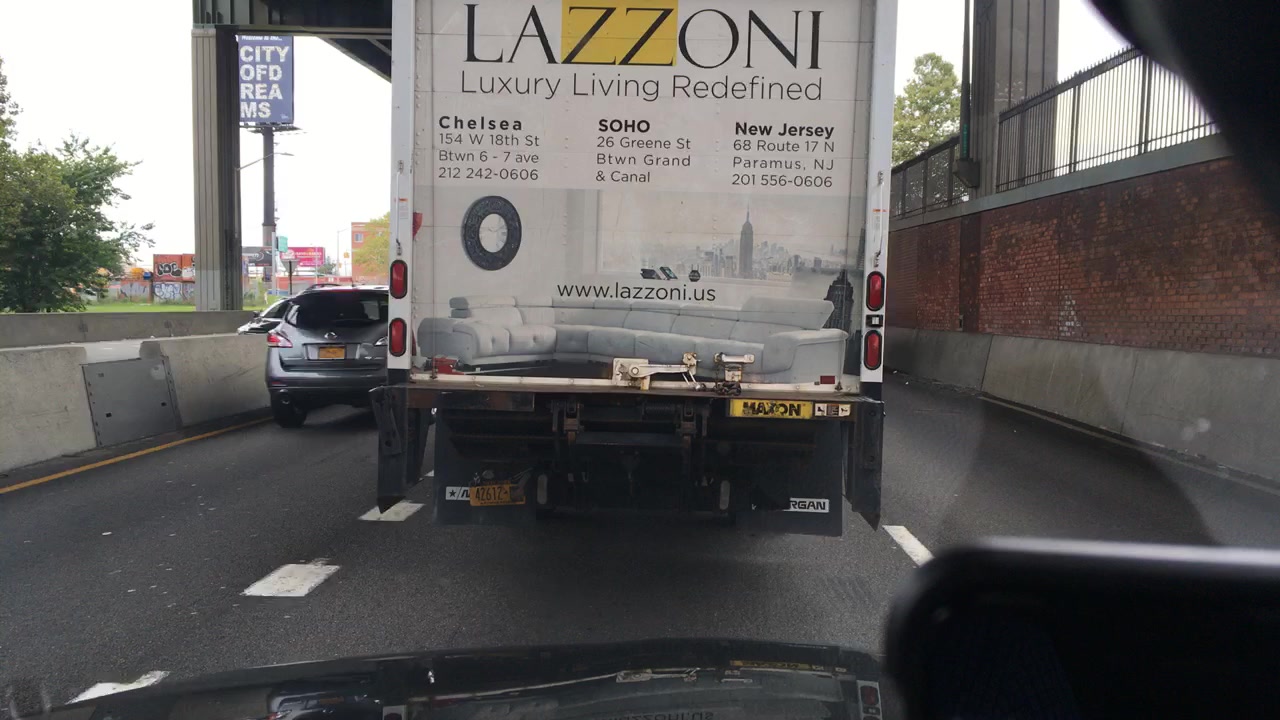 LAZZONI
Luxury Living Redefined
Chelsea
154 W 18th St
Btwn 6 - 7 ave
212 242-0606
SOHO
26 Greene St
Btwn Grand
& Canal
New Jersey
68 Route 17 N
Paramus, NJ
201 556-0606
www.lazzoni.us
MAXON
RGAN
CITY
OFD
REA
MS